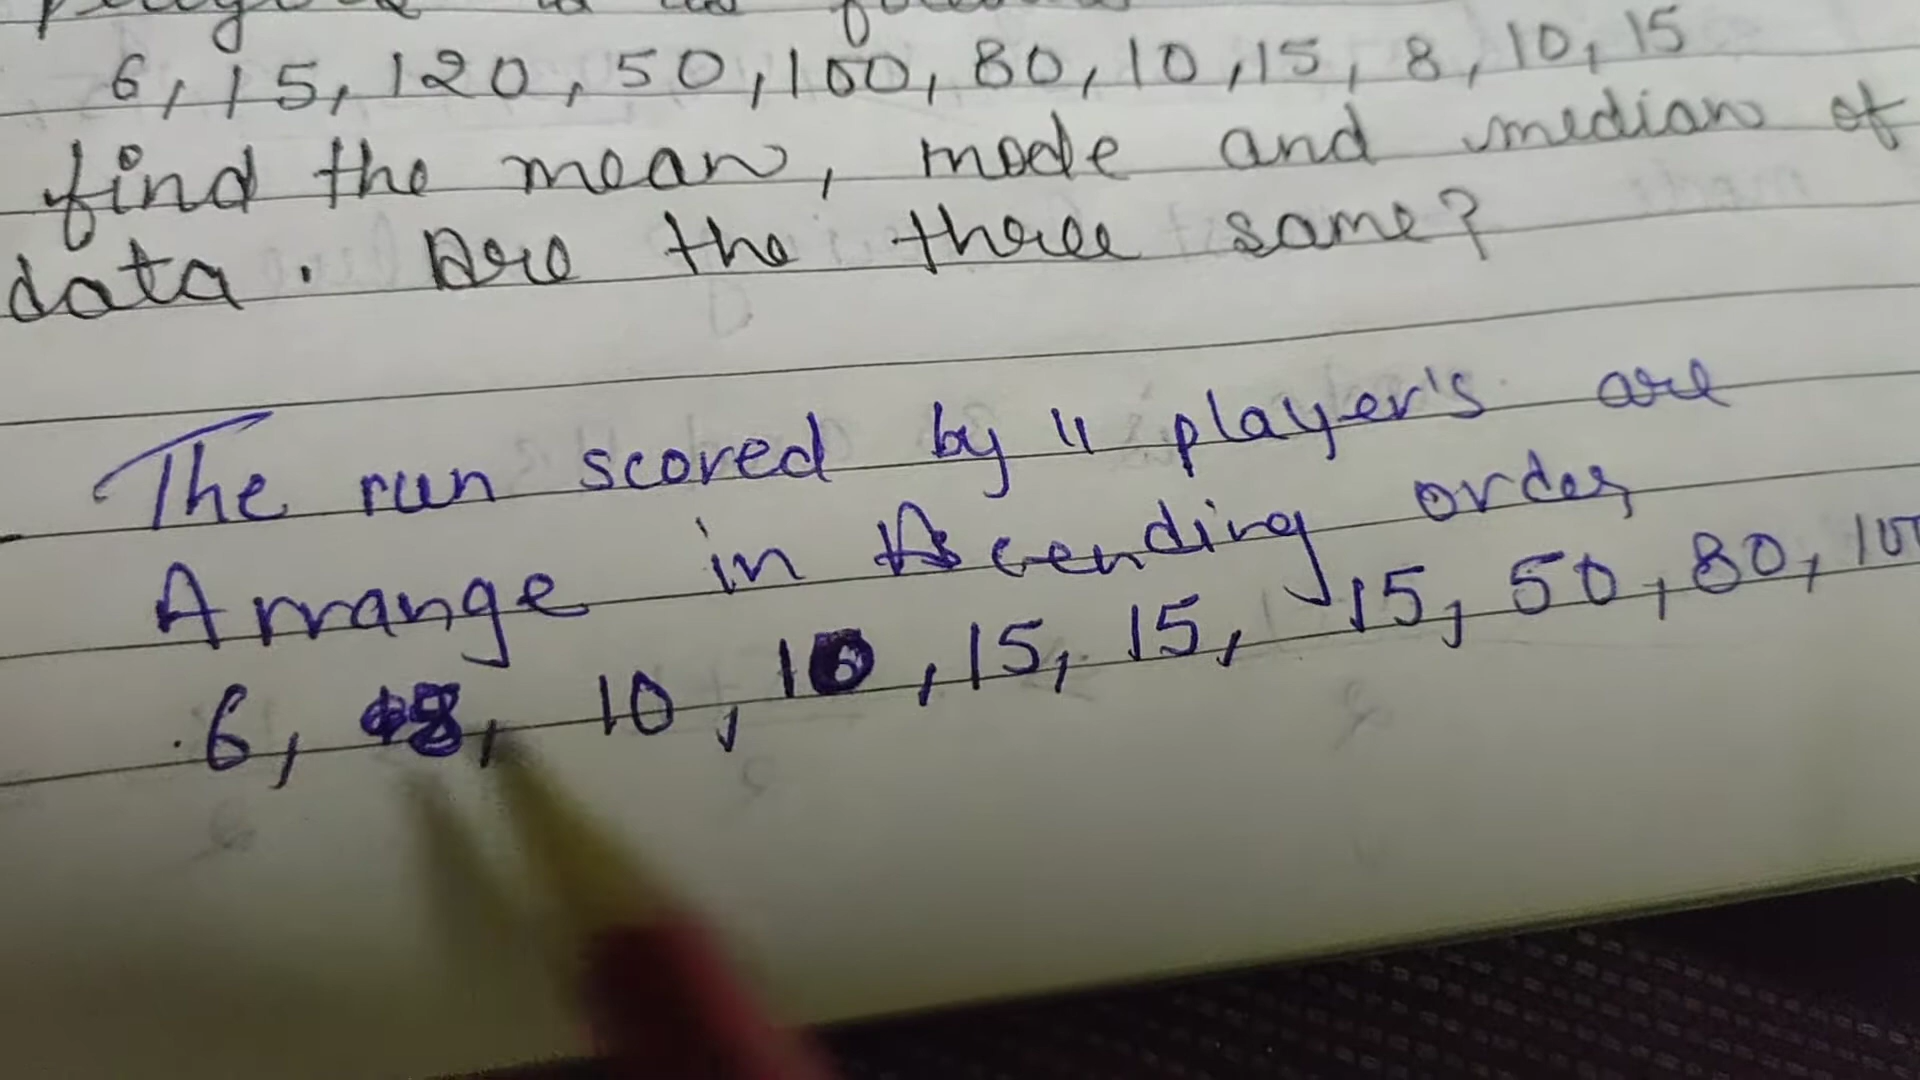 6, 15, 120, 50, 100, 80, 10, 15, 8, 10, 15
find the mean, mode and median of
data. Are the three same?
The run scored by 11 player's are
Arrange in Ascending order
6, 8, 10, 10, 15, 15, 15, 50, 80, 100